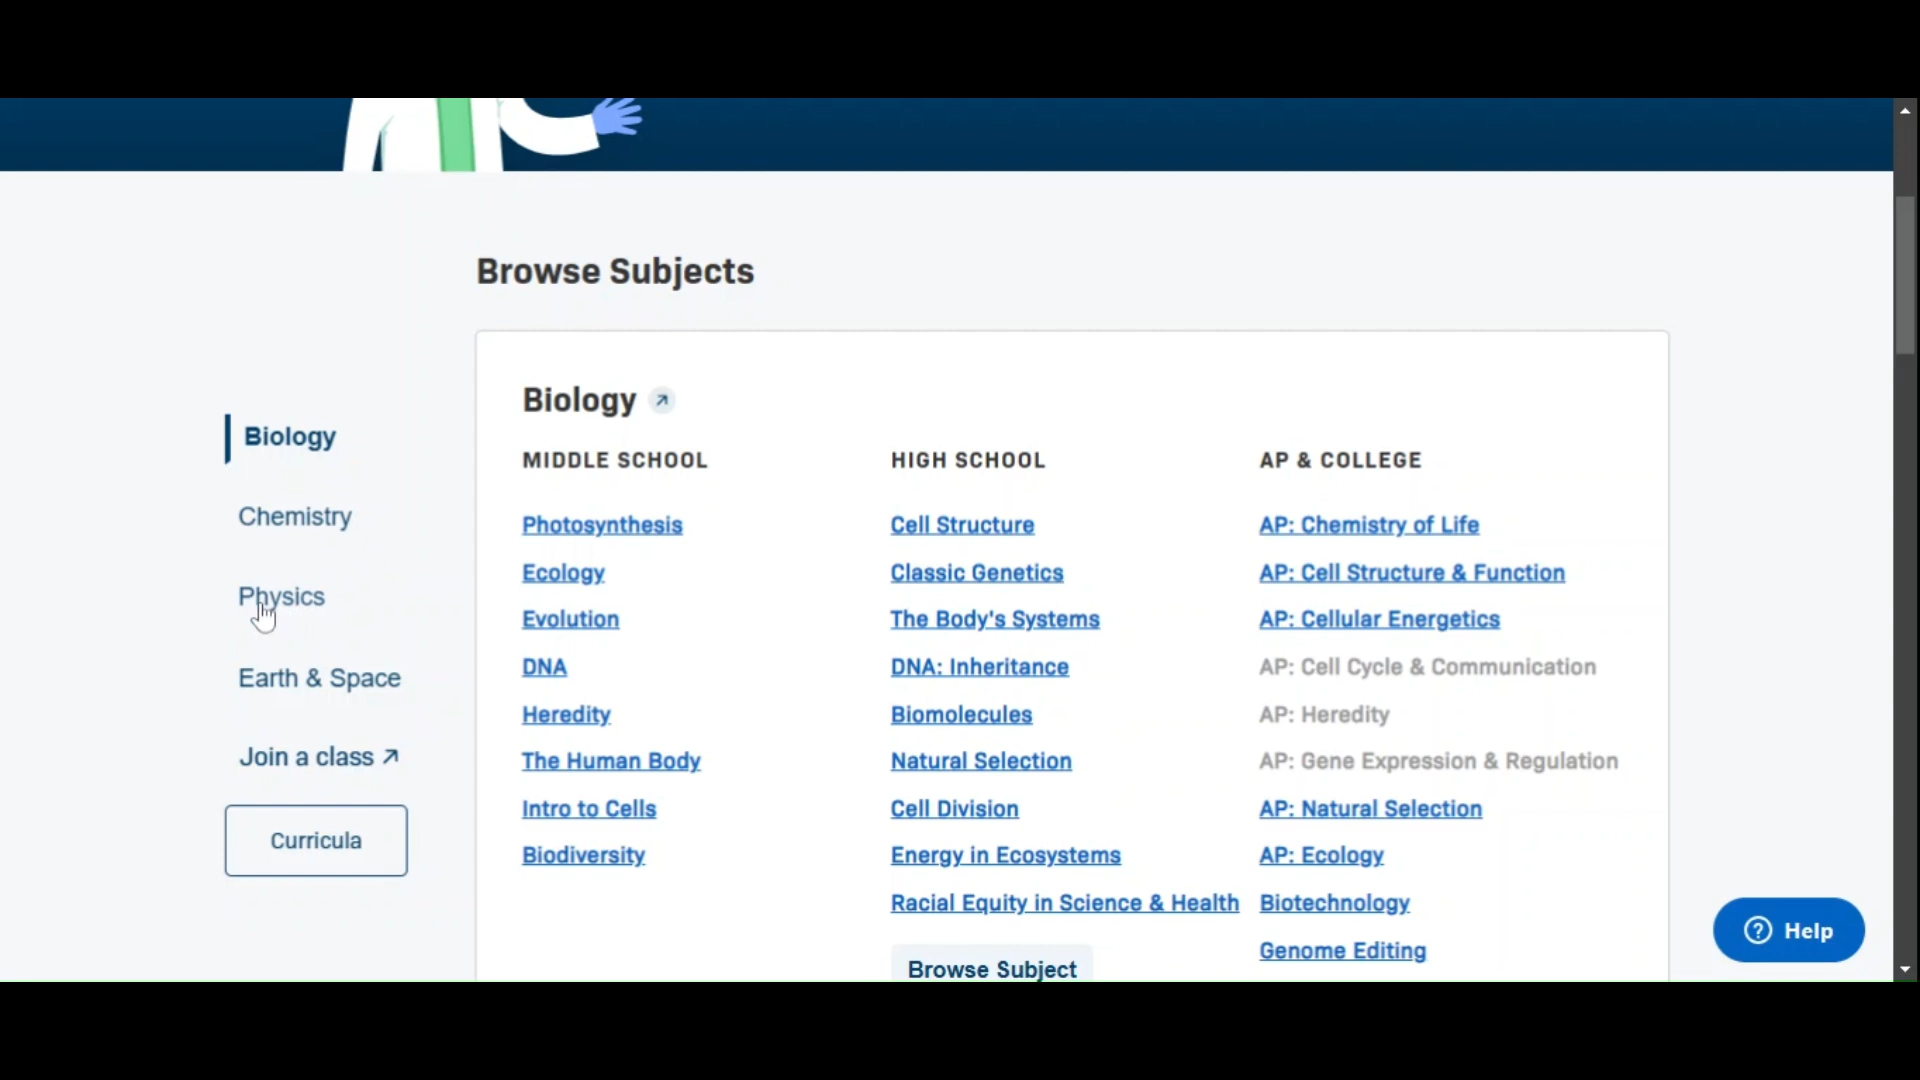 Browse Subjects
Biology
Chemistry
Physics
Earth & Space
Join a class
Curricula
Biology
MIDDLE SCHOOL
Photosynthesis
Ecology
Evolution
DNA
Heredity
The Human Body
Intro to Cells
Biodiversity
HIGH SCHOOL
Cell Structure
Classic Genetics
The Body's Systems
DNA: Inheritance
Biomolecules
Natural Selection
Cell Division
Energy in Ecosystems
Racial Equity in Science & Health
Browse Subject
AP & COLLEGE
AP: Chemistry of Life
AP: Cell Structure & Function
AP: Cellular Energetics
AP: Cell Cycle & Communication
AP: Heredity
AP: Gene Expression & Regulation
AP: Natural Selection
AP: Ecology
Biotechnology
Genome Editing
Help